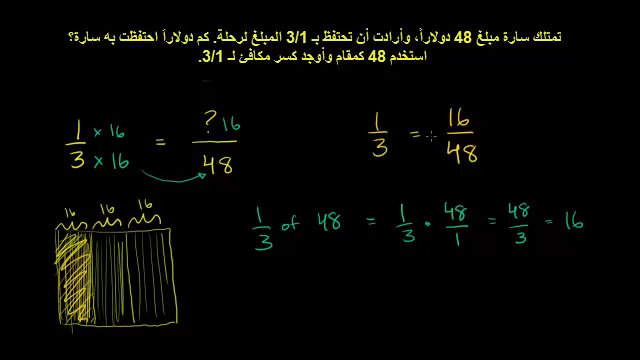 تمتلك سارة مبلغ 48 دولاراً، وأرادت أن تحتفظ بـ 3/1 المبلغ لرحلة. كم دولاراً احتفظت به سارة؟
استخدم 48 كمقام وأوجد كسر مكافئ لـ 3/1.
1/3 × 16 × 16 = ? 16/48
1/3 = 16/48
16 16 16
1/3 of 48 = 1/3 · 48/1 = 48/3 = 16